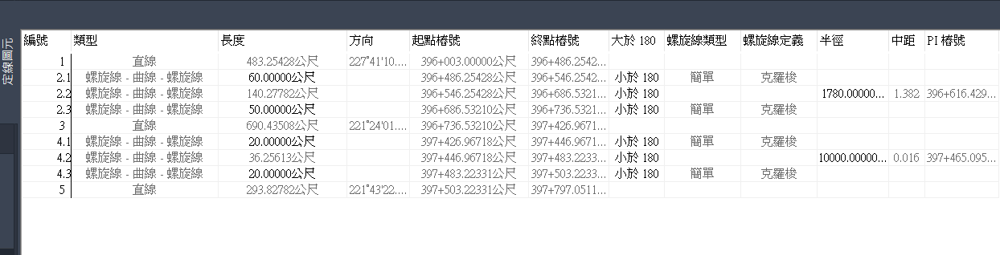 定線圖元
編號 類型 長度 方向 起點樁號 終點樁號 大於 180 螺旋線類型 螺旋線定義 半徑 中距 PI 樁號
1 直線 483.25428公尺 227°41'10.... 396+003.00000公尺 396+486.2542...
2.1 螺旋線 - 曲線 - 螺旋線 60.00000公尺 396+486.25428公尺 396+546.2542... 小於 180 簡單 克羅梭
2.2 螺旋線 - 曲線 - 螺旋線 140.27782公尺 396+546.25428公尺 396+686.5321... 小於 180 1780.00000... 1.382 396+616.429...
2.3 螺旋線 - 曲線 - 螺旋線 50.00000公尺 396+686.53210公尺 396+736.5321... 小於 180 簡單 克羅梭
3 直線 690.43508公尺 221°24'01.... 396+736.53210公尺 397+426.9671...
4.1 螺旋線 - 曲線 - 螺旋線 20.00000公尺 397+426.96718公尺 397+446.9671... 小於 180 簡單 克羅梭
4.2 螺旋線 - 曲線 - 螺旋線 36.25613公尺 397+446.96718公尺 397+483.2233... 小於 180 10000.00000... 0.016 397+465.095...
4.3 螺旋線 - 曲線 - 螺旋線 20.00000公尺 397+483.22331公尺 397+503.2233... 小於 180 簡單 克羅梭
5 直線 293.82782公尺 221°43'22.... 397+503.22331公尺 397+797.0511...